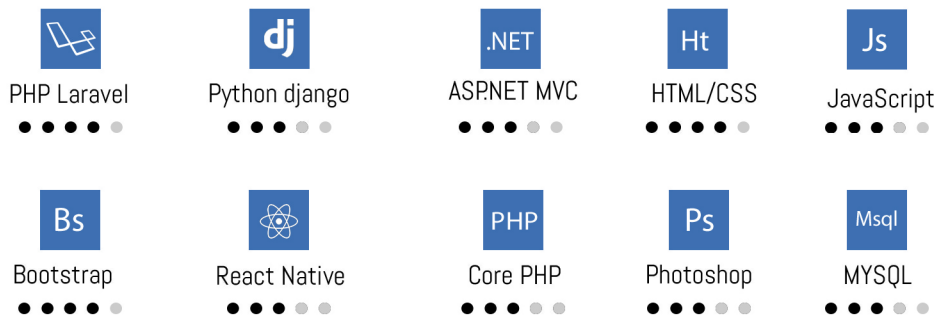 dj
.NET
Ht
Js
PHP Laravel
Python django
ASP.NET MVC
HTML/CSS
JavaScript
Bs
PHP
Ps
Msql
Bootstrap
React Native
Core PHP
Photoshop
MYSQL